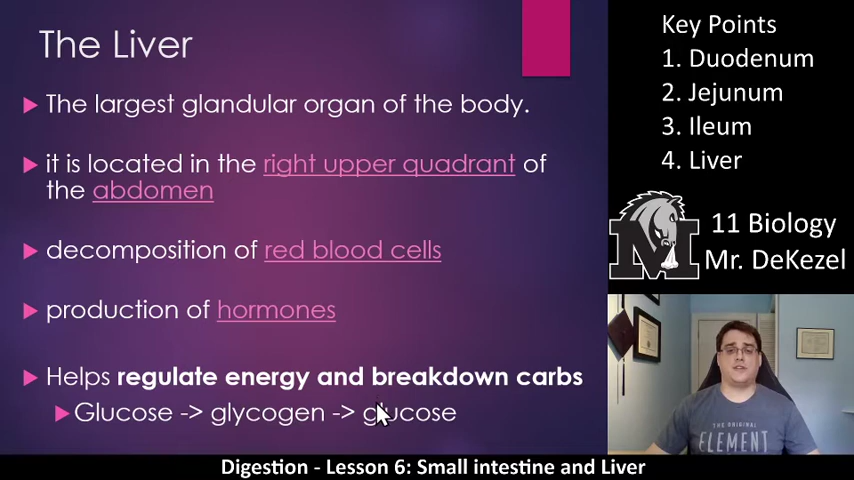 The Liver
The largest glandular organ of the body.
it is located in the right upper quadrant of
the abdomen
decomposition of red blood cells
production of hormones
Helps regulate energy and breakdown carbs
Glucose -> glycogen -> glucose
Key Points
1. Duodenum
2. Jejunum
3. Ileum
4. Liver
M
11 Biology
Mr. DeKezel
THE ORIGINAL
ELEMENT
Digestion - Lesson 6: Small intestine and Liver